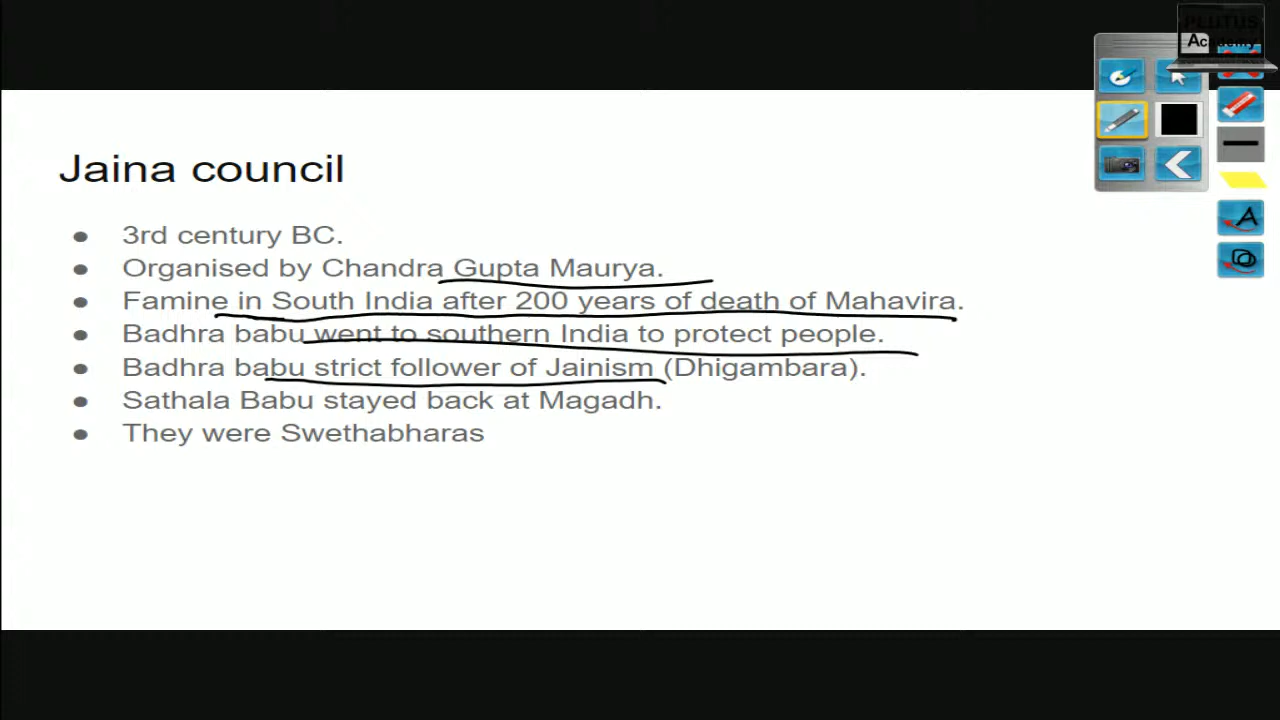 PLUTUS
Academy
Jaina council
● 3rd century BC.
● Organised by Chandra Gupta Maurya.
● Famine in South India after 200 years of death of Mahavira.
● Badhra babu went to southern India to protect people.
● Badhra babu strict follower of Jainism (Dhigambara).
● Sathala Babu stayed back at Magadh.
● They were Swethabharas
A